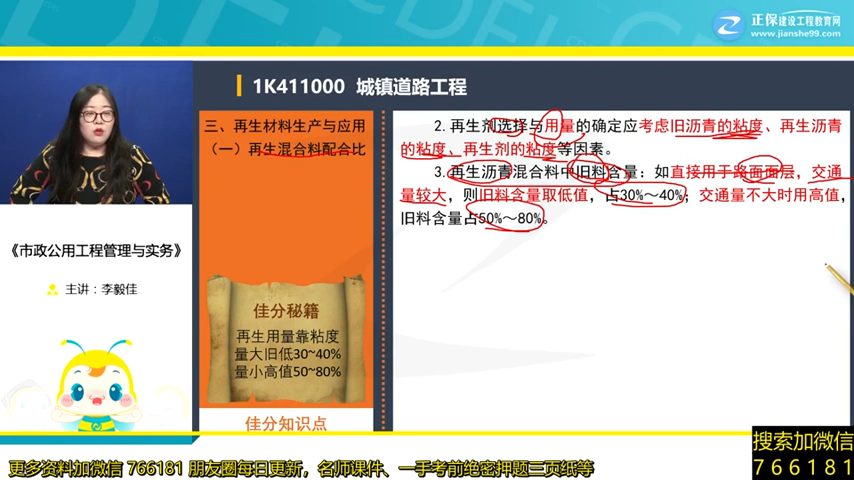 正保建设工程教育网
www.jianshe99.com
1K411000 城镇道路工程
三、再生材料生产与应用
（一）再生混合料配合比
2. 再生剂选择与用量的确定应考虑旧沥青的粘度、再生沥青
的粘度、再生剂的粘度等因素。
3. 再生沥青混合料中旧料含量：如直接用于路面面层，交通
量较大，则旧料含量取低值，占30%～40%；交通量不大时用高值，
旧料含量占50%～80%。
《市政公用工程管理与实务》
主讲：李毅佳
佳分秘籍
再生用量靠粘度
量大旧低30~40%
量小高值50~80%
佳分知识点
搜索加微信
766181
更多资料加微信 766181 朋友圈每日更新，名师课件、一手考前绝密押题三页纸等